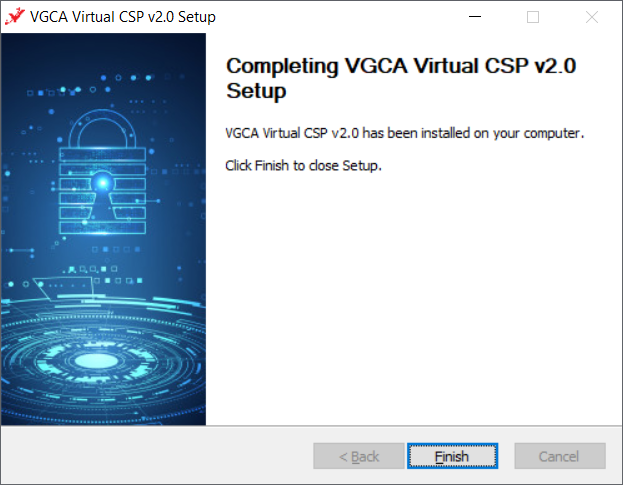 VGCA Virtual CSP v2.0 Setup
Completing VGCA Virtual CSP v2.0
Setup
VGCA Virtual CSP v2.0 has been installed on your computer.
Click Finish to close Setup.
< Back
Finish
Cancel